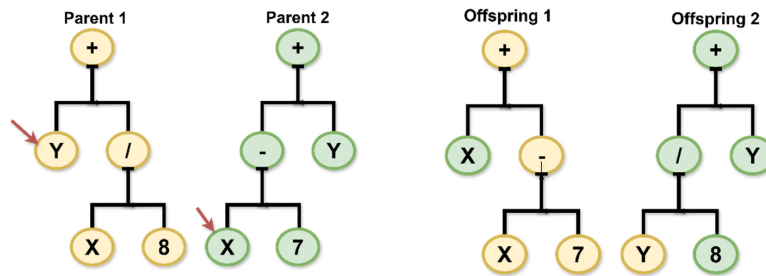 Parent 1
Parent 2
Offspring 1
Offspring 2
+
+
+
+
Y
/
-
Y
X
-
/
Y
X
8
X
7
X
7
Y
8